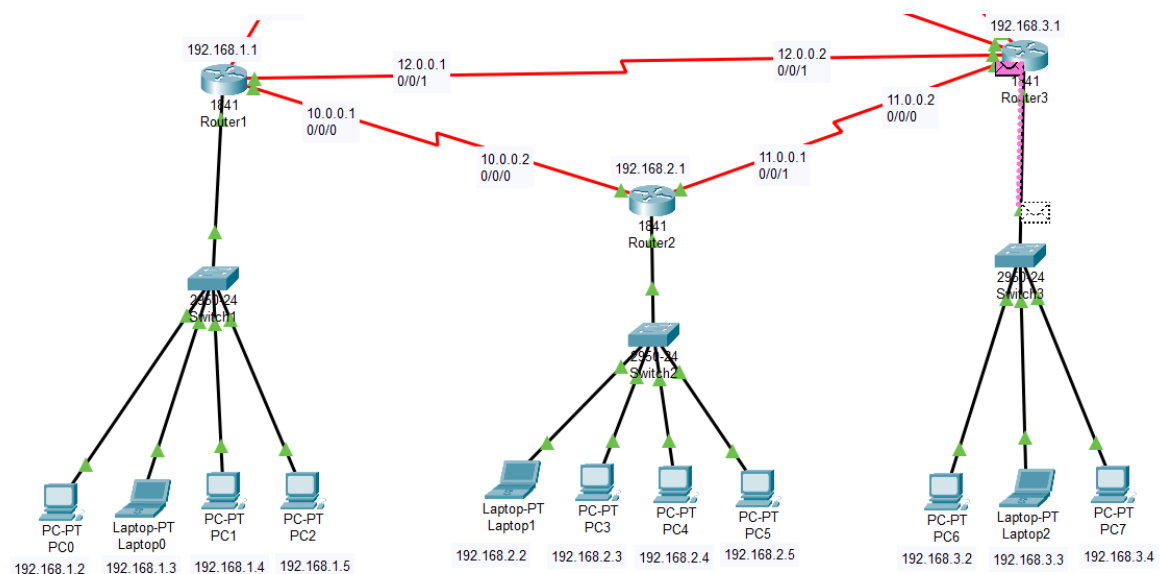 192.168.1.1
1841
Router1
12.0.0.1
0/0/1
10.0.0.1
0/0/0
12.0.0.2
0/0/1
192.168.3.1
1841
Router3
11.0.0.2
0/0/0
10.0.0.2
0/0/0
192.168.2.1
1841
Router2
11.0.0.1
0/0/1
2950-24
Switch1
2950-24
Switch2
2950-24
Switch3
PC-PT
PC0
192.168.1.2
Laptop-PT
Laptop0
192.168.1.3
PC-PT
PC1
192.168.1.4
PC-PT
PC2
192.168.1.5
Laptop-PT
Laptop1
192.168.2.2
PC-PT
PC3
192.168.2.3
PC-PT
PC4
192.168.2.4
PC-PT
PC5
192.168.2.5
PC-PT
PC6
192.168.3.2
Laptop-PT
Laptop2
192.168.3.3
PC-PT
PC7
192.168.3.4